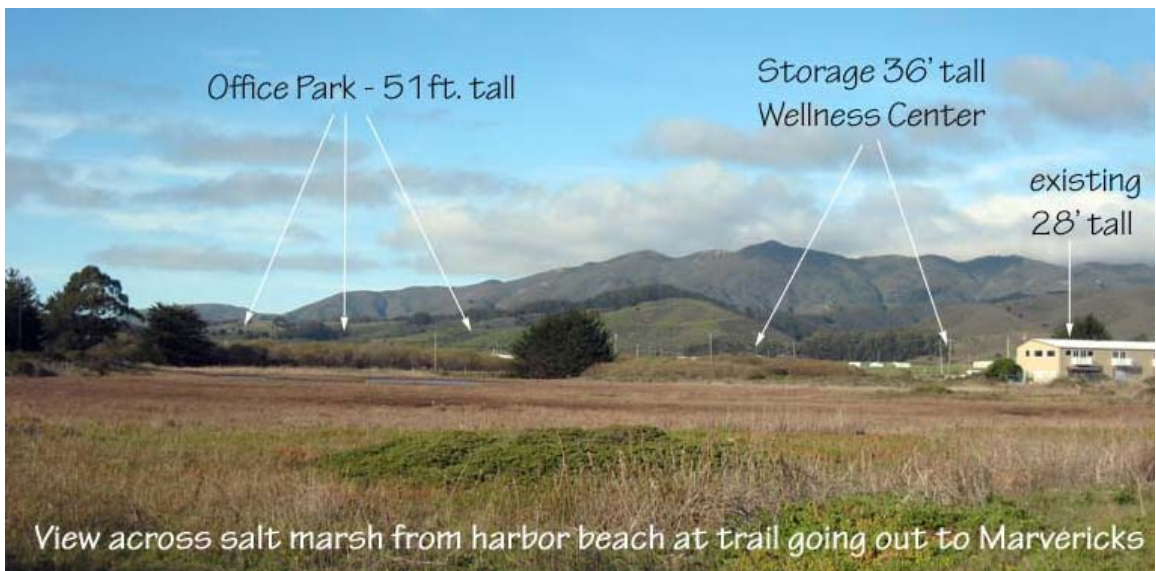 Office Park - 51ft. tall
Storage 36' tall
Wellness Center
existing
28' tall
View across salt marsh from harbor beach at trail going out to Marvericks